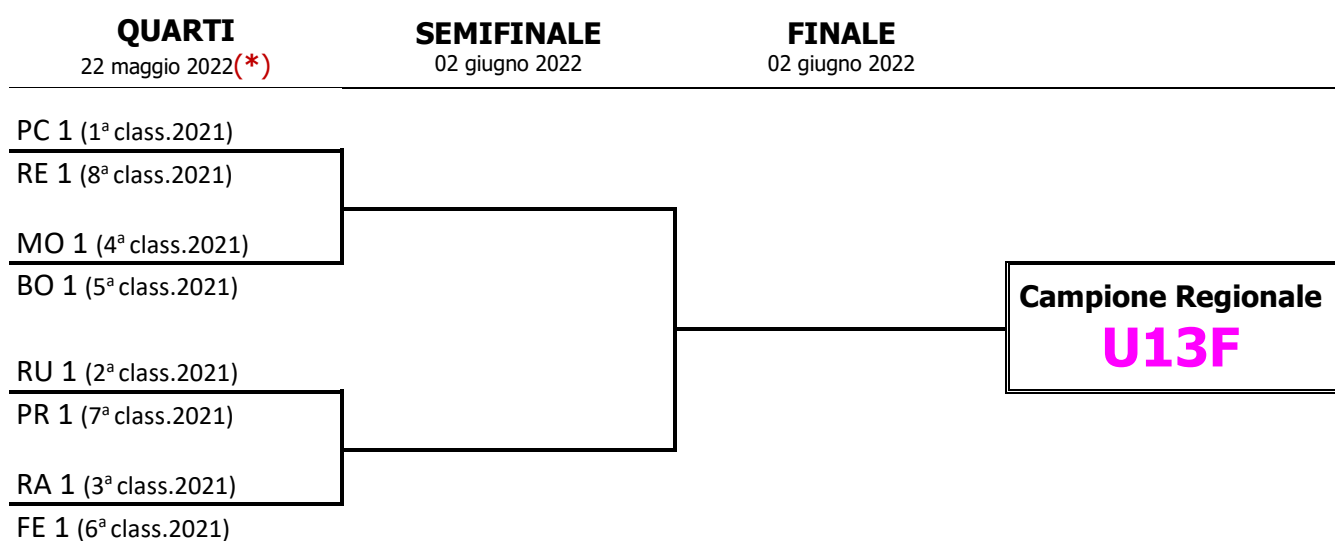 QUARTI
22 maggio 2022(*)
SEMIFINALE
02 giugno 2022
FINALE
02 giugno 2022
PC 1 (1ª class.2021)
RE 1 (8ª class.2021)
MO 1 (4ª class.2021)
BO 1 (5ª class.2021)
RU 1 (2ª class.2021)
PR 1 (7ª class.2021)
RA 1 (3ª class.2021)
FE 1 (6ª class.2021)
Campione Regionale
U13F